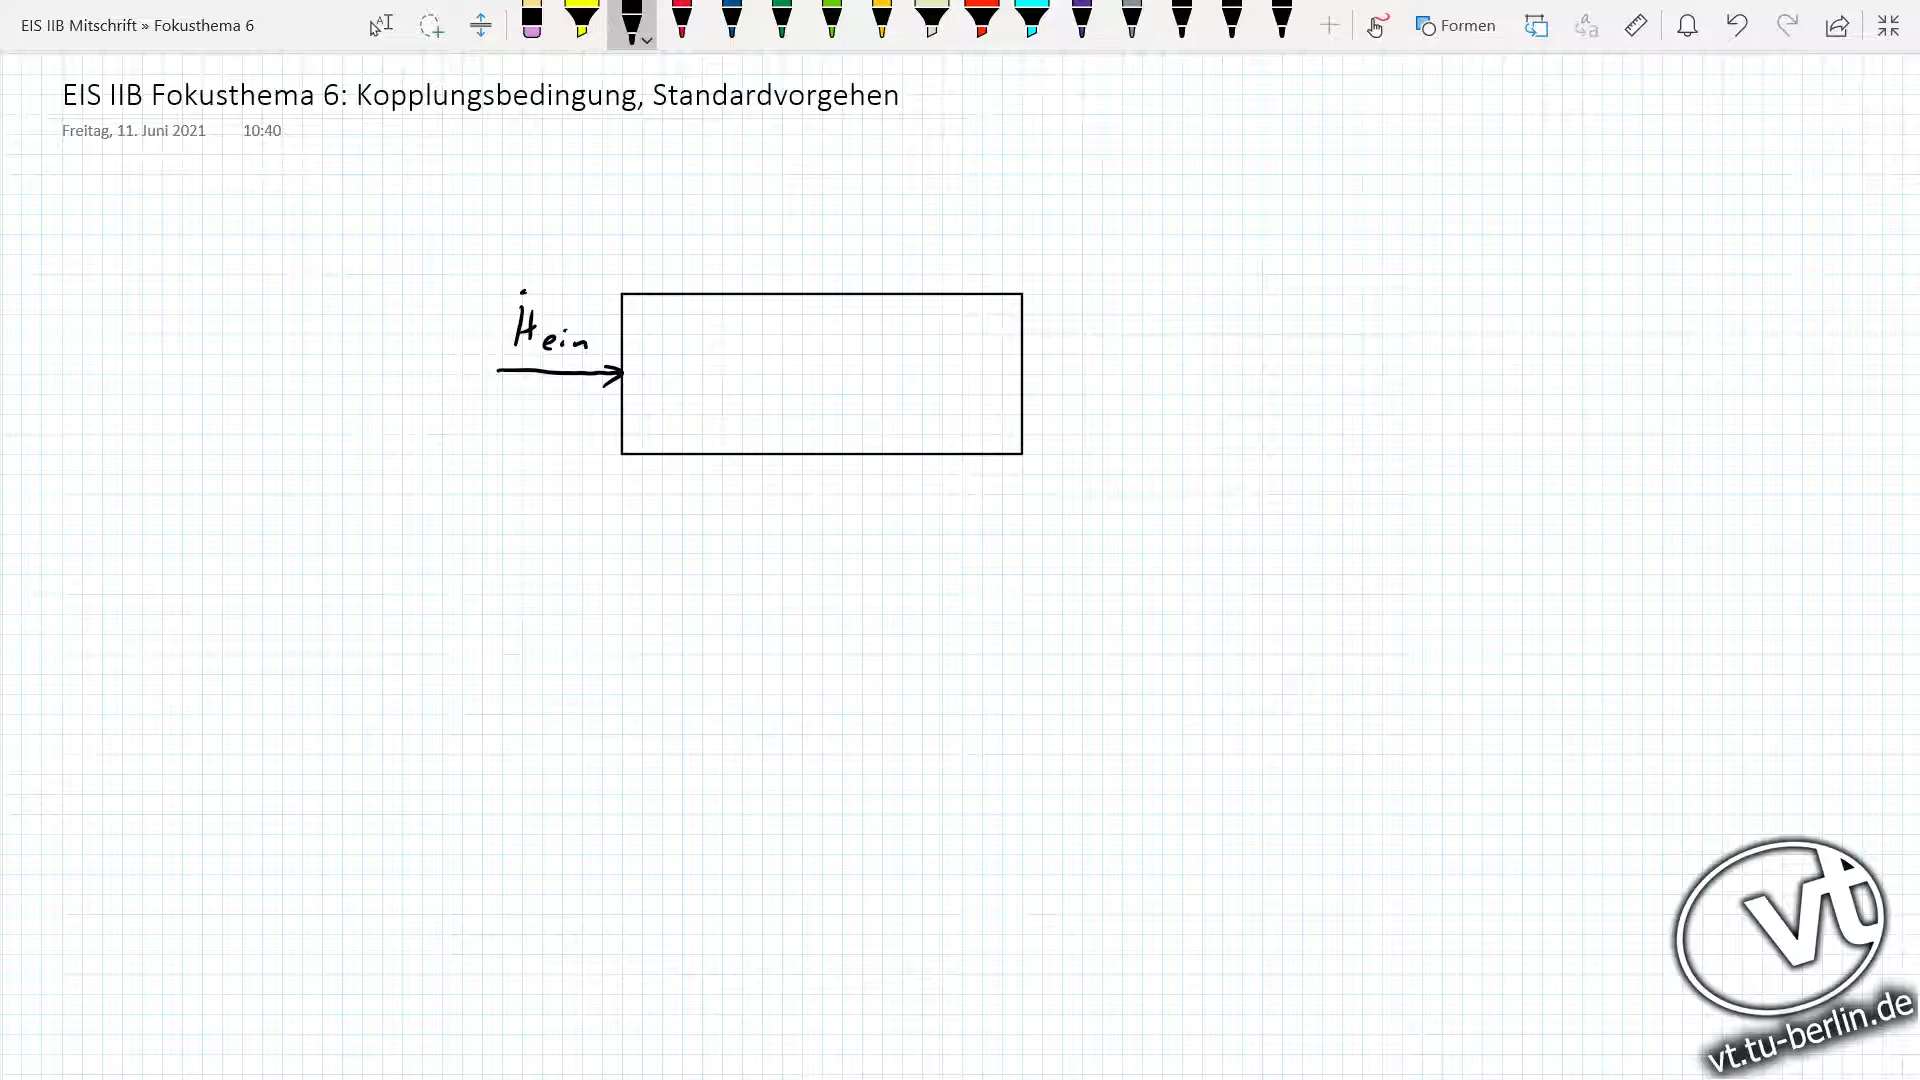 EIS IIB Mitschrift » Fokusthema 6
Formen
EIS IIB Fokusthema 6: Kopplungsbedingung, Standardvorgehen
Freitag, 11. Juni 2021 10:40
Ḣein
vt
vt.tu-berlin.de